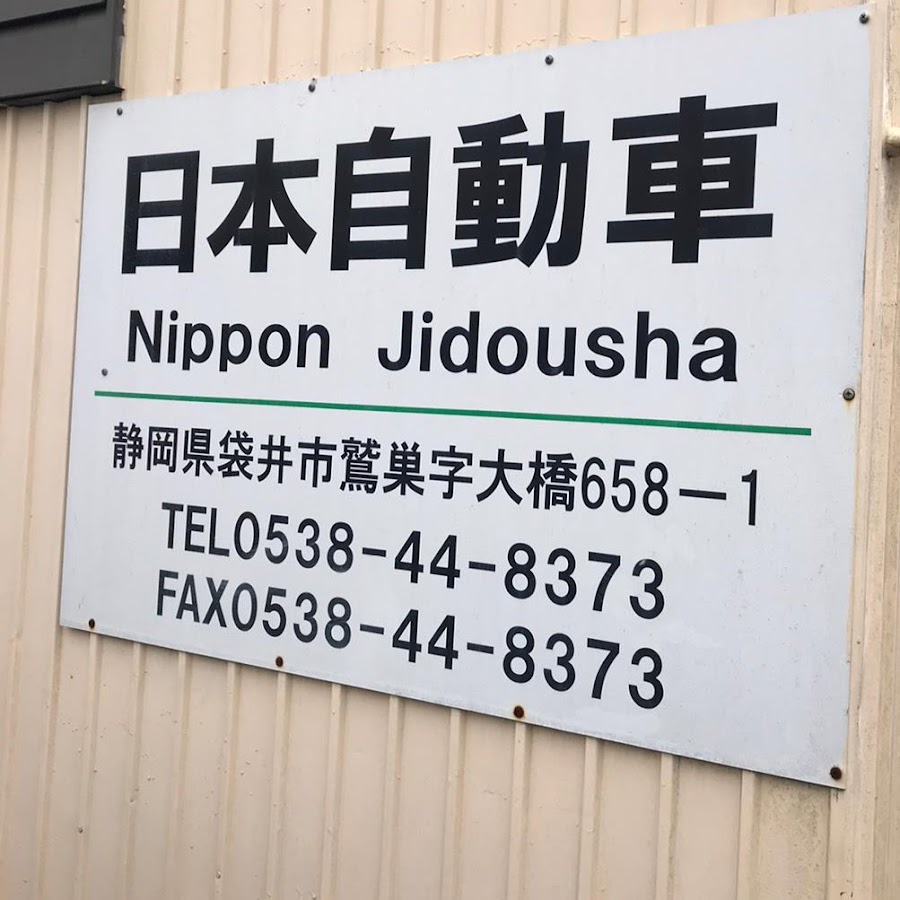 日本自動車
Nippon Jidousha
静岡県袋井市鷲巣字大橋658－1
TEL0538-44-8373
FAX0538-44-8373